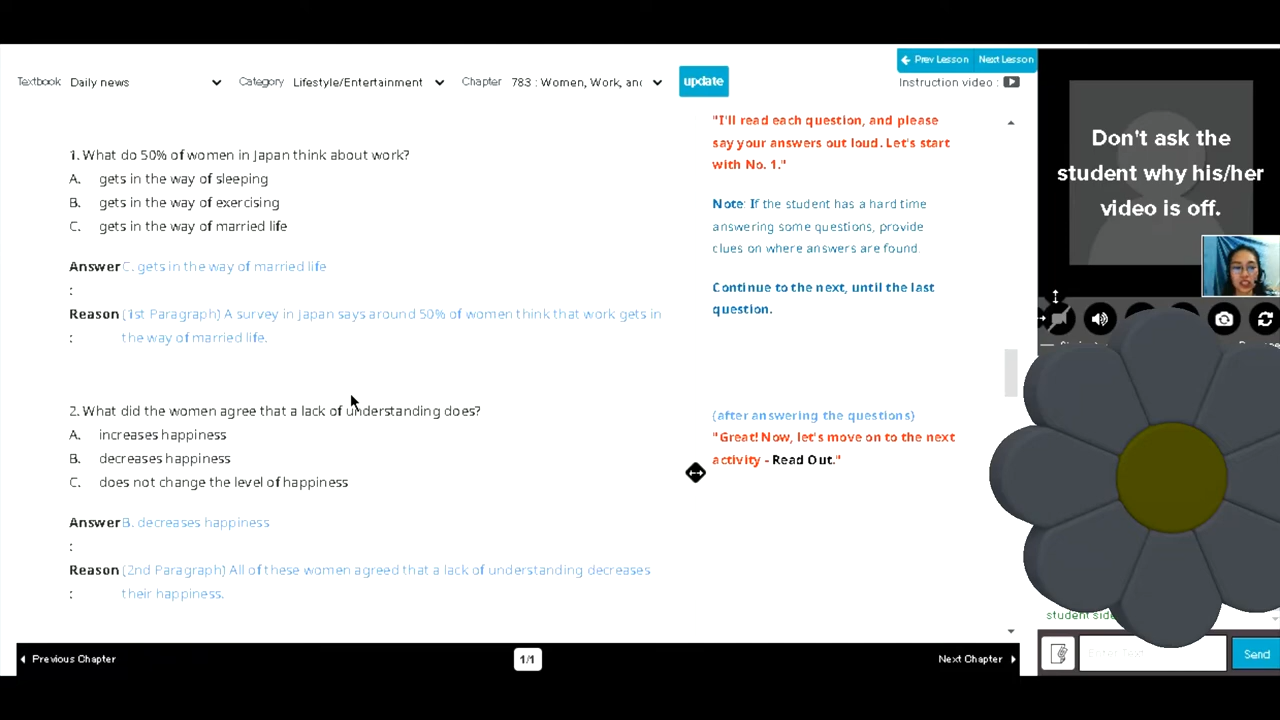 Prev Lesson Next Lesson
Textbook Daily news Category Lifestyle/Entertainment Chapter 783 : Women, Work, anc update Instruction video :
1. What do 50% of women in Japan think about work?
A. gets in the way of sleeping
B. gets in the way of exercising
C. gets in the way of married life
Answer C. gets in the way of married life
:
Reason (1st Paragraph) A survey in Japan says around 50% of women think that work gets in
: the way of married life.
2. What did the women agree that a lack of understanding does?
A. increases happiness
B. decreases happiness
C. does not change the level of happiness
Answer B. decreases happiness
:
Reason (2nd Paragraph) All of these women agreed that a lack of understanding decreases
: their happiness.
"I'll read each question, and please
say your answers out loud. Let's start
with No. 1."
Note: If the student has a hard time
answering some questions, provide
clues on where answers are found.
Continue to the next, until the last
question.
{after answering the questions}
"Great! Now, let's move on to the next
activity - Read Out."
Don't ask the
student why his/her
video is off.
student side
Enter Text
Send
Previous Chapter 1/1 Next Chapter